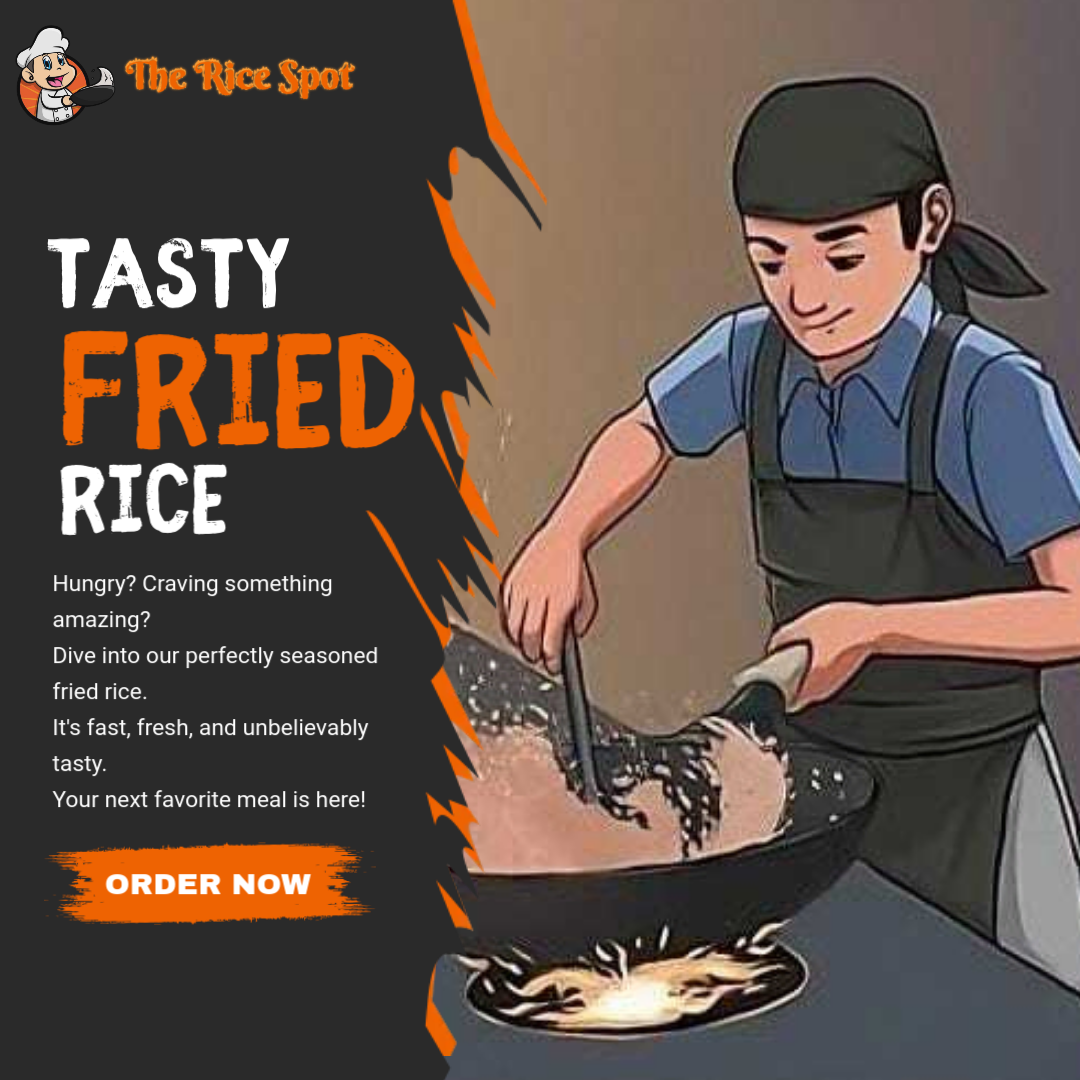 The Rice Spot
TASTY
FRIED
RICE
Hungry? Craving something
amazing?
Dive into our perfectly seasoned
fried rice.
It's fast, fresh, and unbelievably
tasty.
Your next favorite meal is here!
ORDER NOW